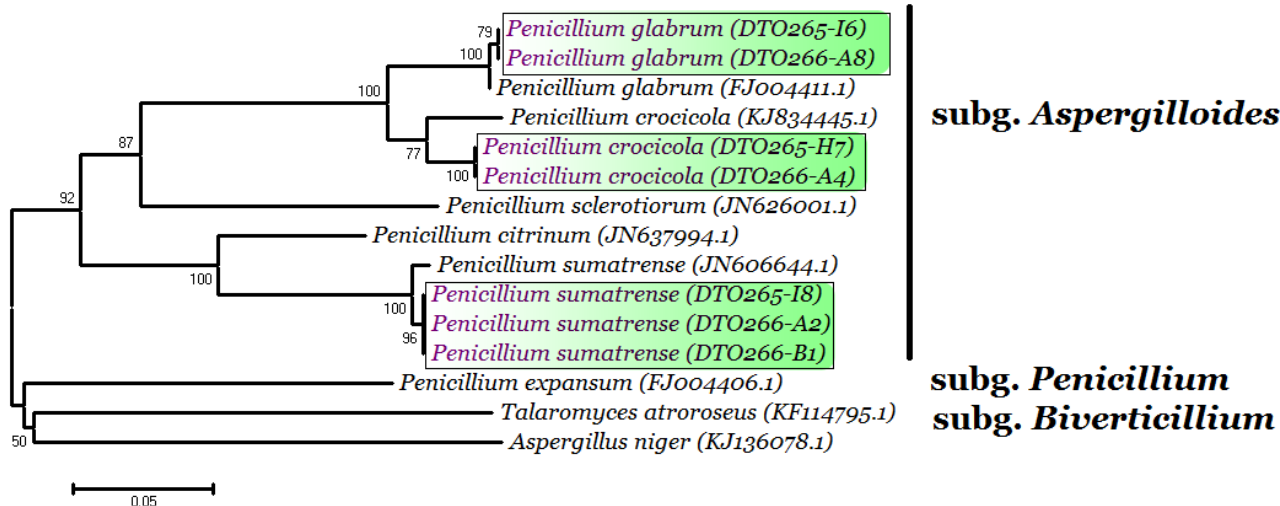 79
Penicillium glabrum (DTO265-I6)
100
Penicillium glabrum (DTO266-A8)
100
Penicillium glabrum (FJ004411.1)
Penicillium crocicola (KJ834445.1)
subg. Aspergilloides
87
77
Penicillium crocicola (DTO265-H7)
100
Penicillium crocicola (DTO266-A4)
92
Penicillium sclerotiorum (JN626001.1)
Penicillium citrinum (JN637994.1)
100
Penicillium sumatrense (JN606644.1)
Penicillium sumatrense (DTO265-I8)
100
Penicillium sumatrense (DTO266-A2)
96
Penicillium sumatrense (DTO266-B1)
Penicillium expansum (FJ004406.1)
subg. Penicillium
Talaromyces atroroseus (KF114795.1)
subg. Biverticillium
50
Aspergillus niger (KJ136078.1)
0.05